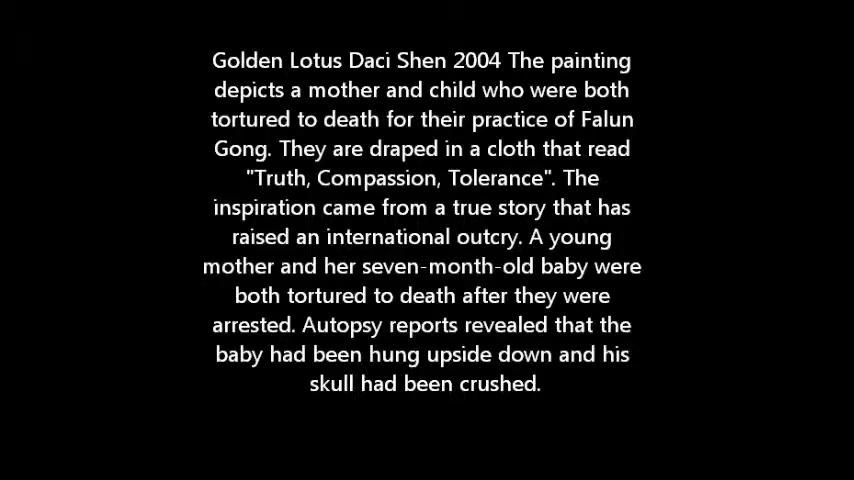 Golden Lotus Daci Shen 2004 The painting
depicts a mother and child who were both
tortured to death for their practice of Falun
Gong. They are draped in a cloth that read
"Truth, Compassion, Tolerance". The
inspiration came from a true story that has
raised an international outcry. A young
mother and her seven-month-old baby were
both tortured to death after they were
arrested. Autopsy reports revealed that the
baby had been hung upside down and his
skull had been crushed.